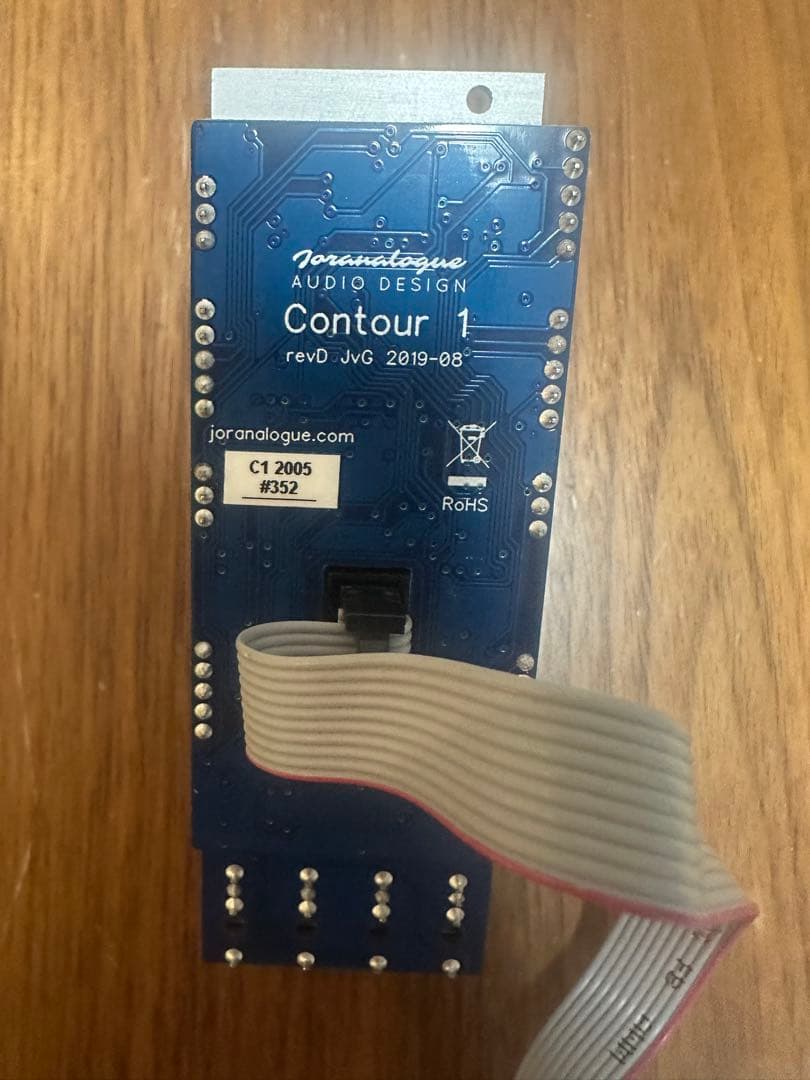 Joranalogue
AUDIO DESIGN
Contour 1
revD JvG 2019-08
joranalogue.com
C1 2005
#352
RoHS